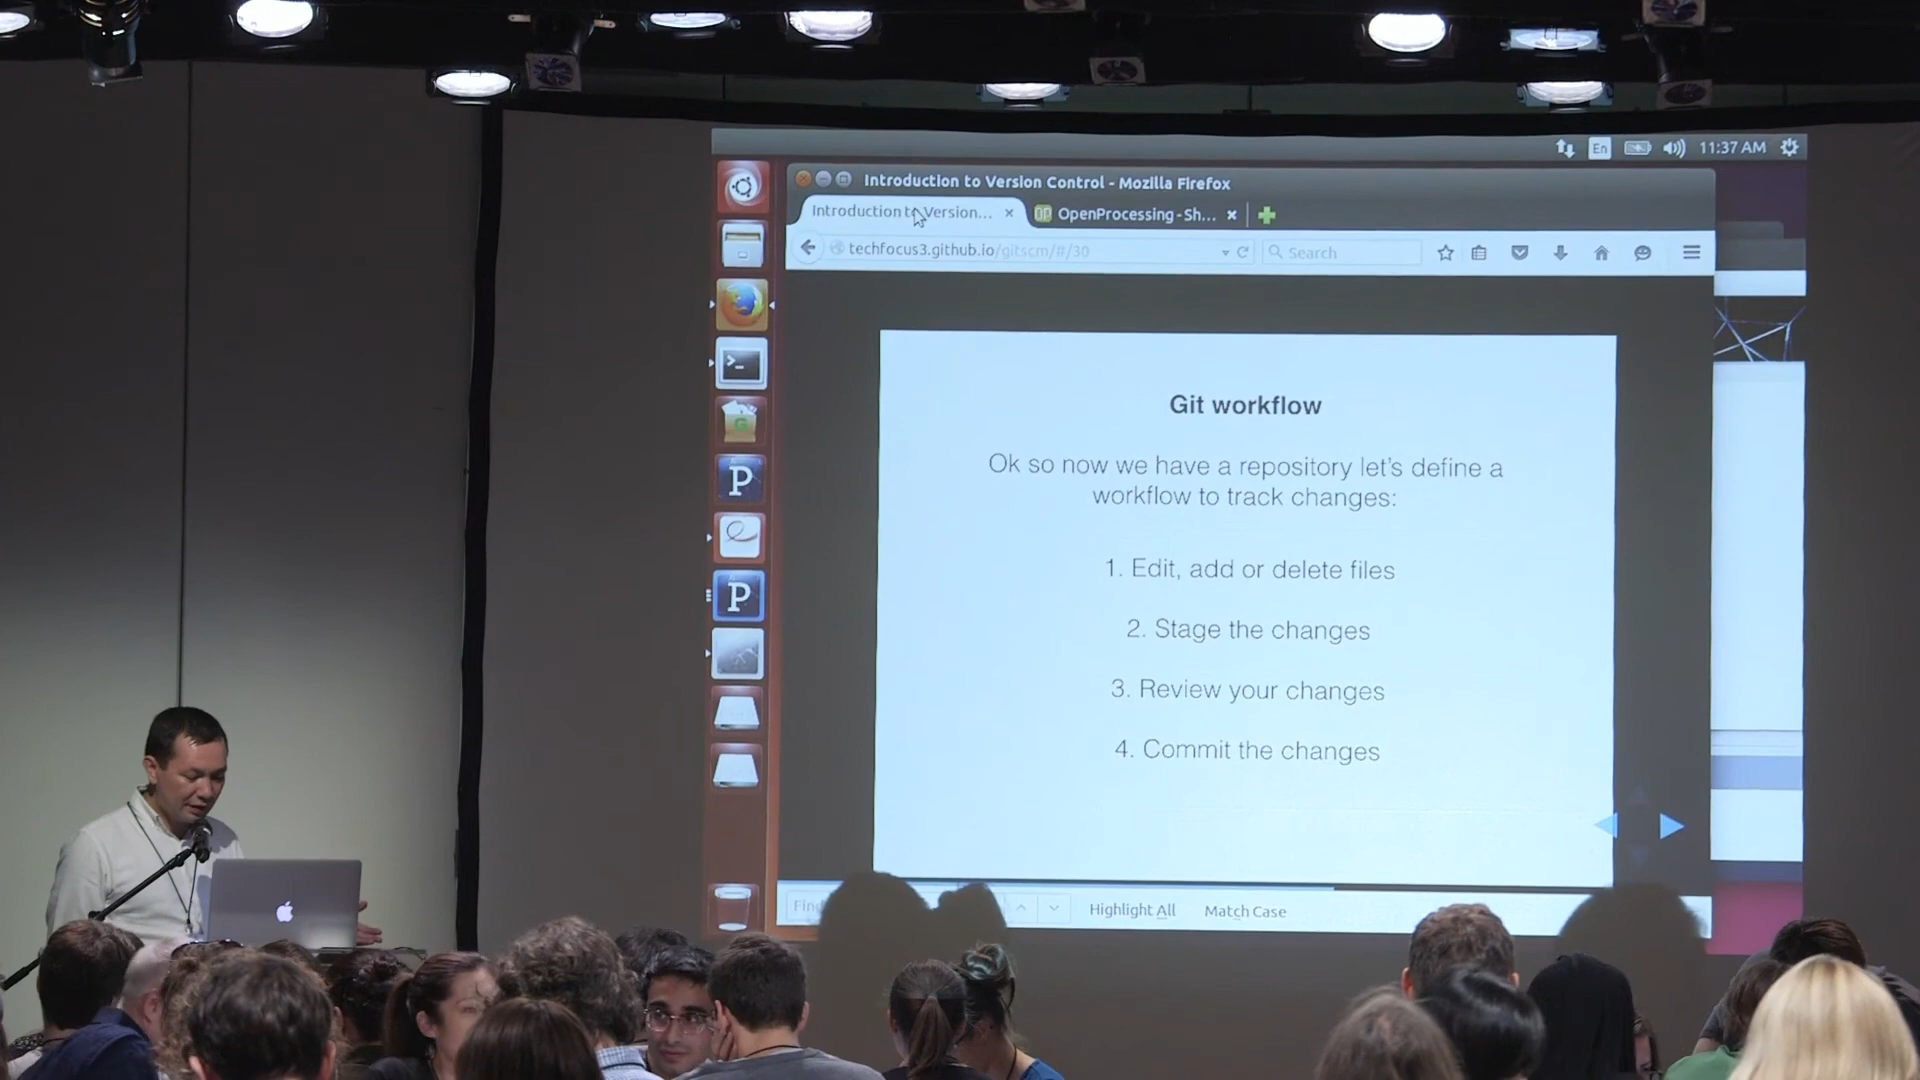 En
11:37 AM
Introduction to Version Control - Mozilla Firefox
Introduction to Version...
OpenProcessing - Sh...
techfocus3.github.io/gitscm/#/30
Search
Git workflow
Ok so now we have a repository let's define a
workflow to track changes:
1. Edit, add or delete files
2. Stage the changes
3. Review your changes
4. Commit the changes
Highlight All
Match Case